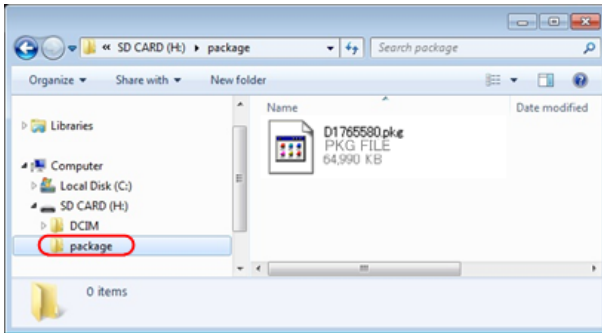 « SD CARD (H:) ▸ package
Search package
Organize Share with New folder
Name Date modified
Libraries
Computer
Local Disk (C:)
SD CARD (H:)
DCIM
package
D1765580.pkg
PKG FILE
64,990 KB
0 items